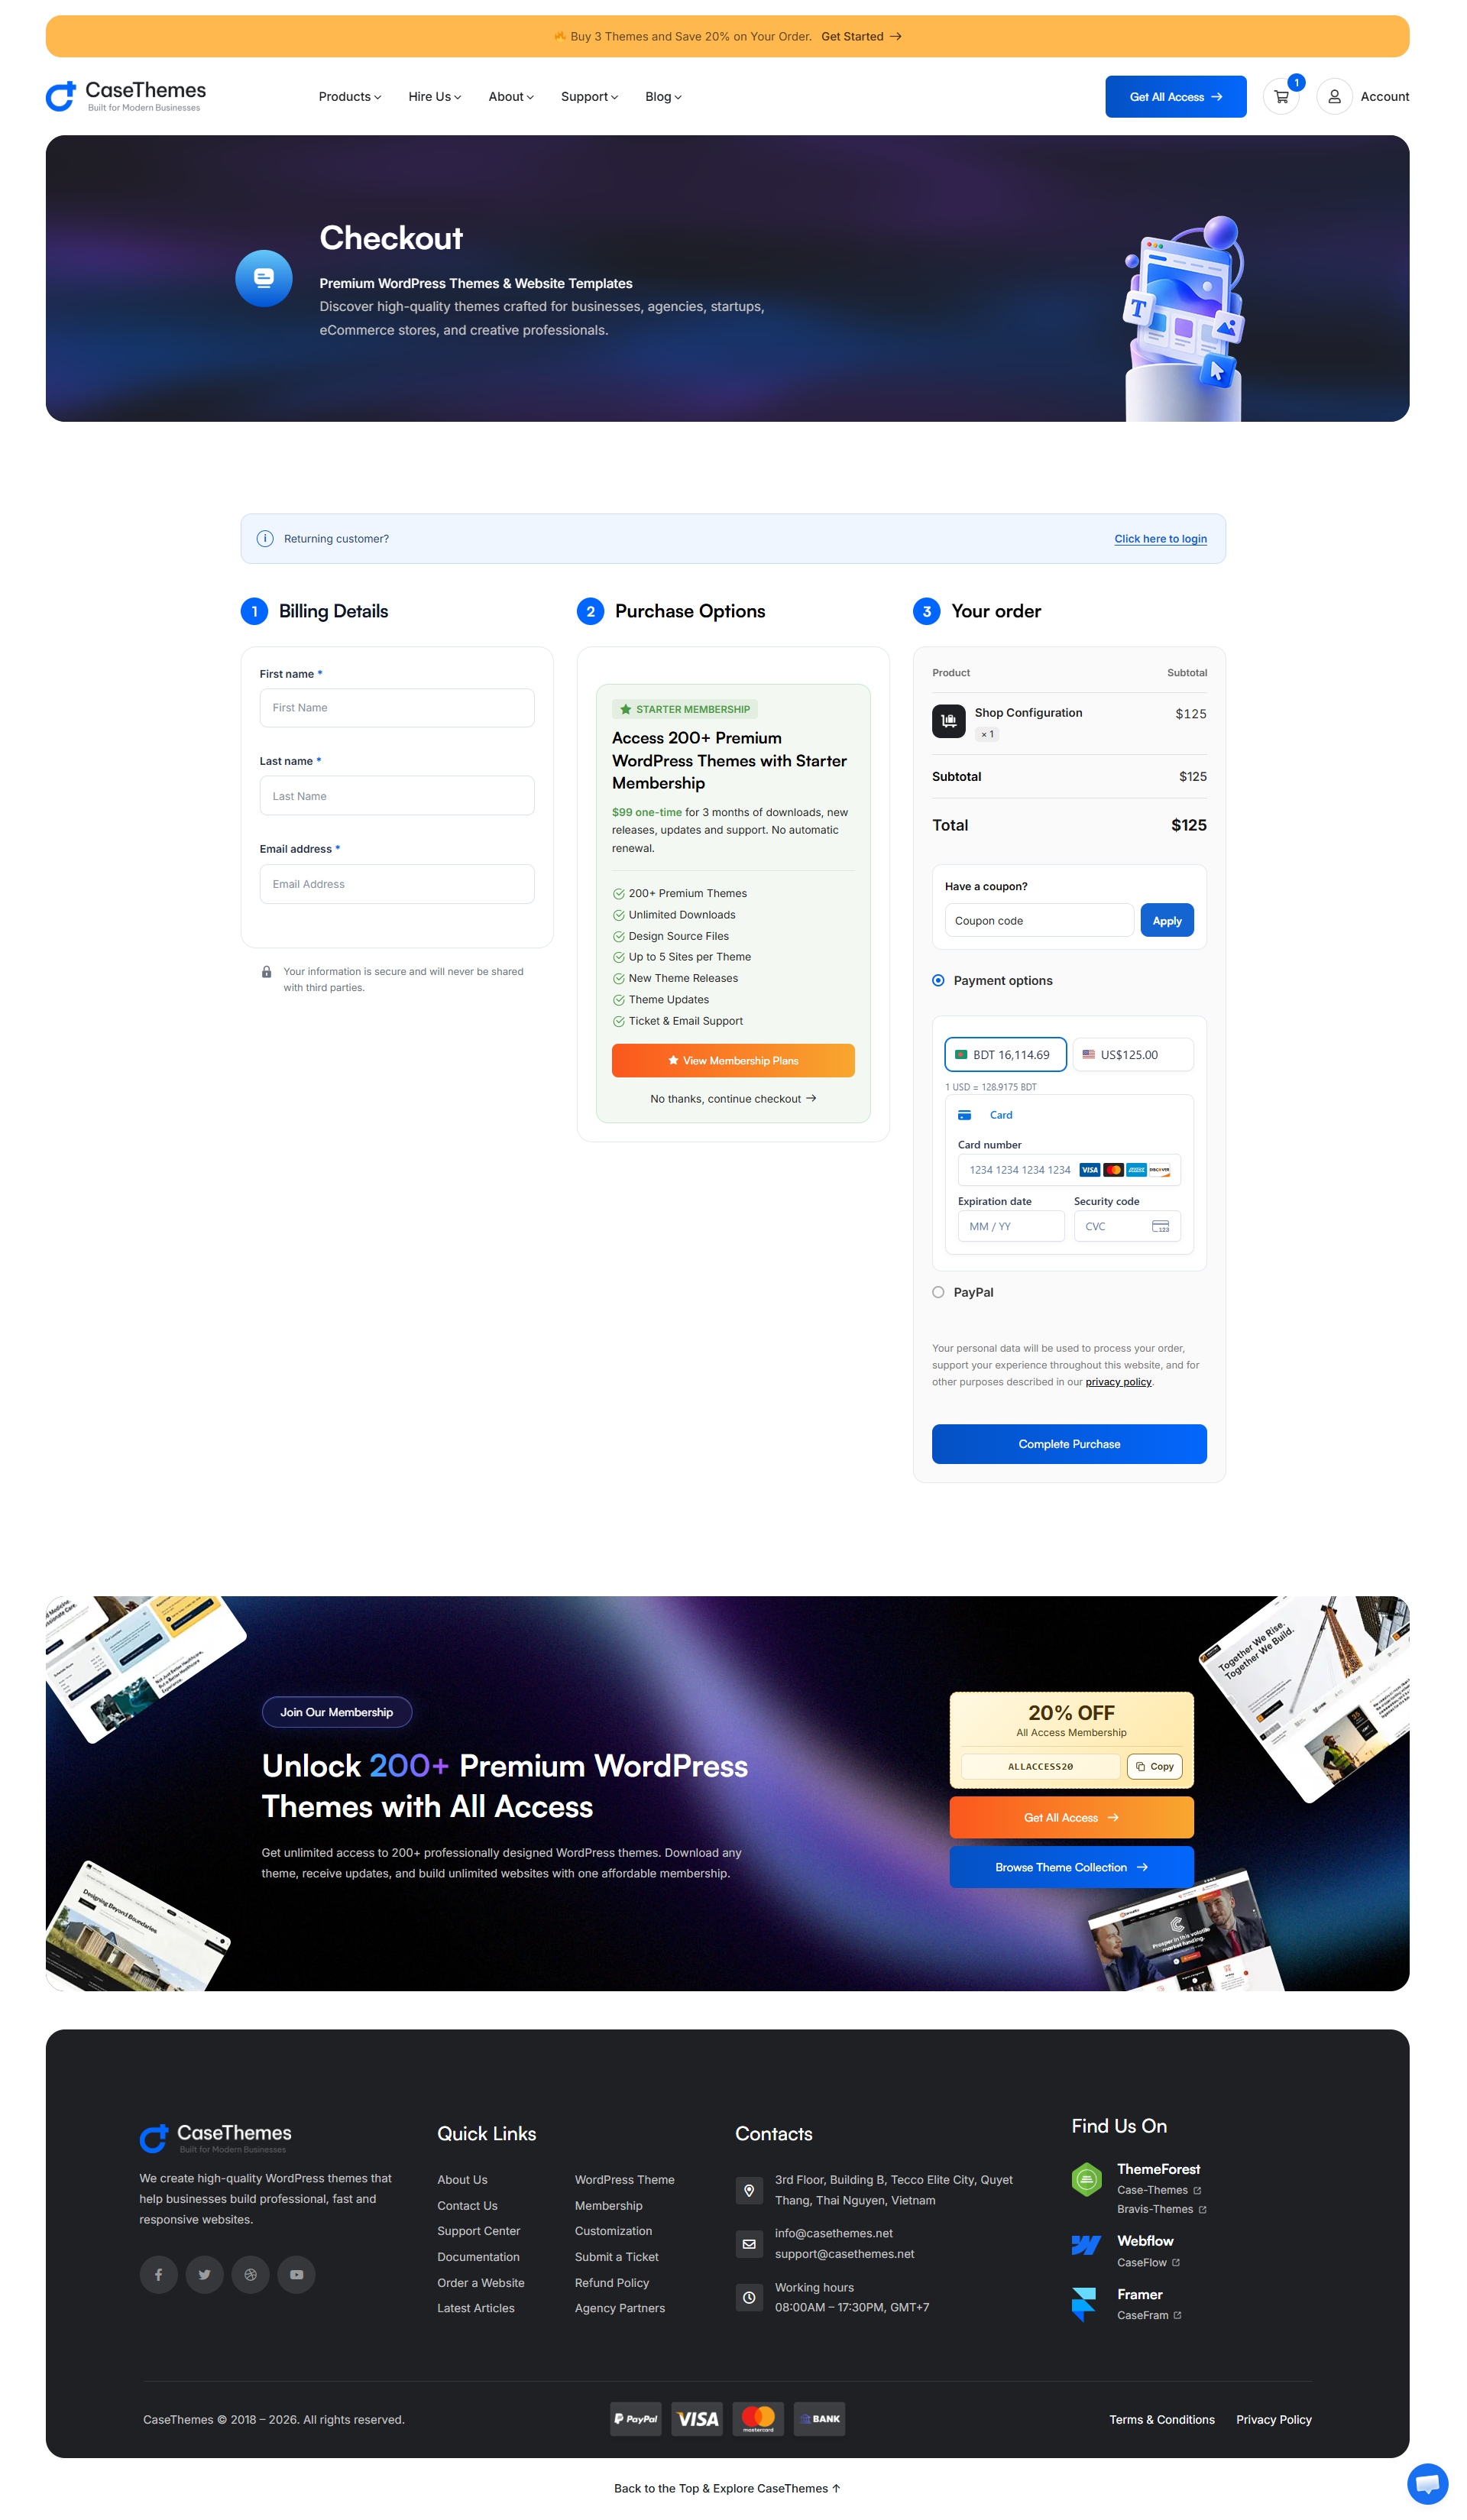 Buy 3 Themes and Save 20% on Your Order. Get Started →
CaseThemes
Built for Modern Businesses
Products
Hire Us
About
Support
Blog
Get All Access →
1
Account
Checkout
Premium WordPress Themes & Website Templates
Discover high-quality themes crafted for businesses, agencies, startups,
eCommerce stores, and creative professionals.
T
Returning customer?
Click here to login
1 Billing Details
First name *
First Name
Last name *
Last Name
Email address *
Email Address
Your information is secure and will never be shared
with third parties.
2 Purchase Options
STARTER MEMBERSHIP
Access 200+ Premium
WordPress Themes with Starter
Membership
$99 one-time for 3 months of downloads, new
releases, updates and support. No automatic
renewal.
200+ Premium Themes
Unlimited Downloads
Design Source Files
Up to 5 Sites per Theme
New Theme Releases
Theme Updates
Ticket & Email Support
View Membership Plans
No thanks, continue checkout →
3 Your order
Product Subtotal
Shop Configuration $125
× 1
Subtotal $125
Total $125
Have a coupon?
Coupon code
Apply
Payment options
BDT 16,114.69
US$125.00
1 USD = 128.9175 BDT
Card
Card number
1234 1234 1234 1234 VISA DISCOVER
Expiration date Security code
MM / YY CVC
PayPal
Your personal data will be used to process your order,
support your experience throughout this website, and for
other purposes described in our privacy policy.
Complete Purchase
Join Our Membership
Unlock 200+ Premium WordPress
Themes with All Access
Get unlimited access to 200+ professionally designed WordPress themes. Download any
theme, receive updates, and build unlimited websites with one affordable membership.
20% OFF
All Access Membership
ALLACCESS20
Copy
Get All Access →
Browse Theme Collection →
Together We Rise.
Together We Build.
Designing Beyond Boundaries
Prosper in this volatile
market funding.
CaseThemes
Built for Modern Businesses
We create high-quality WordPress themes that
help businesses build professional, fast and
responsive websites.
Quick Links
About Us
Contact Us
Support Center
Documentation
Order a Website
Latest Articles
WordPress Theme
Membership
Customization
Submit a Ticket
Refund Policy
Agency Partners
Contacts
3rd Floor, Building B, Tecco Elite City, Quyet
Thang, Thai Nguyen, Vietnam
info@casethemes.net
support@casethemes.net
Working hours
08:00AM – 17:30PM, GMT+7
Find Us On
ThemeForest
Case-Themes
Bravis-Themes
Webflow
CaseFlow
Framer
CaseFram
CaseThemes © 2018 – 2026. All rights reserved.
PayPal
VISA
mastercard
BANK
Terms & Conditions
Privacy Policy
Back to the Top & Explore CaseThemes ↑